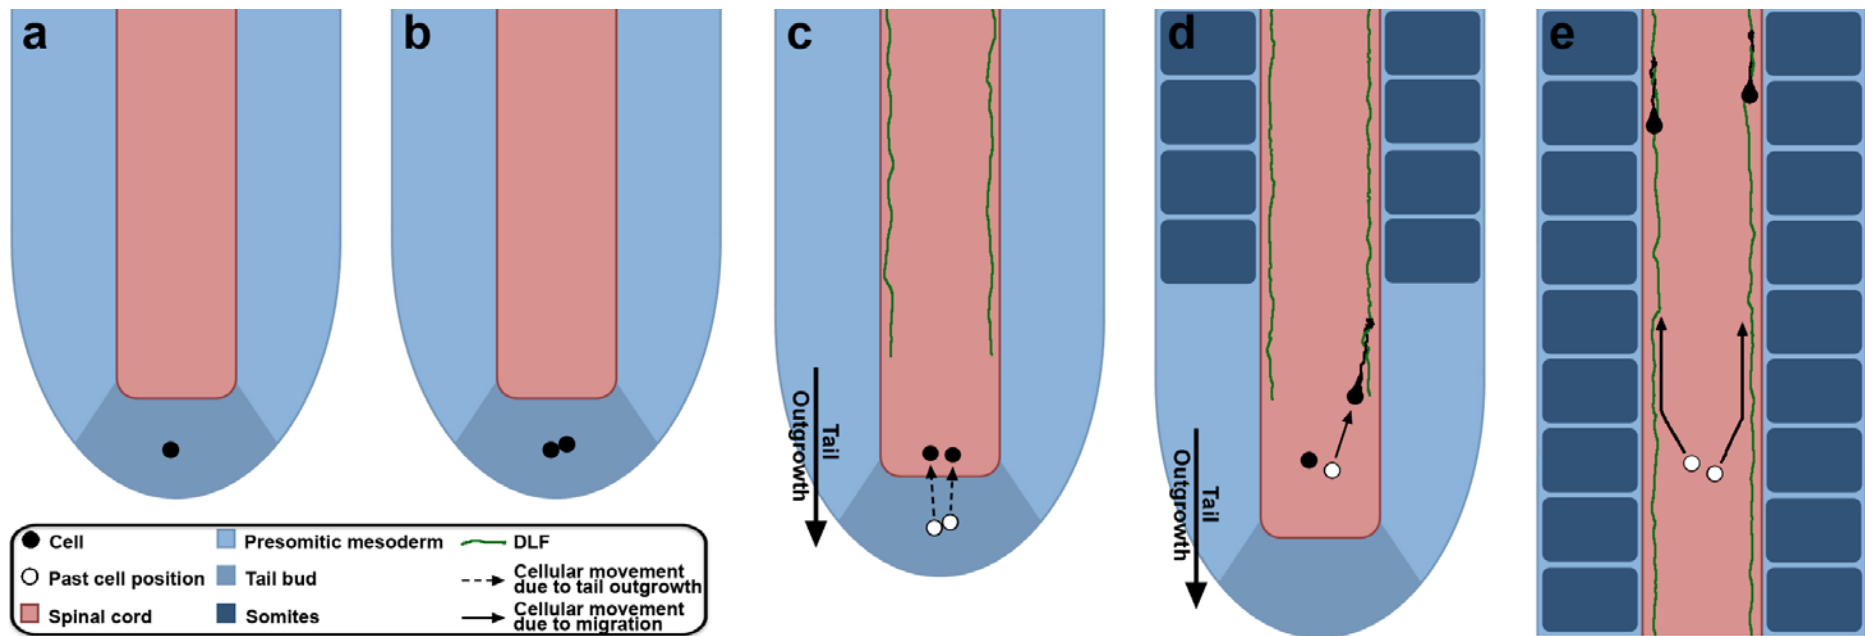 a
b
c
d
e
Tail
Outgrowth
Tail
Outgrowth
Cell
Presomitic mesoderm
DLF
Past cell position
Tail bud
Cellular movement
due to tail outgrowth
Spinal cord
Somites
Cellular movement
due to migration